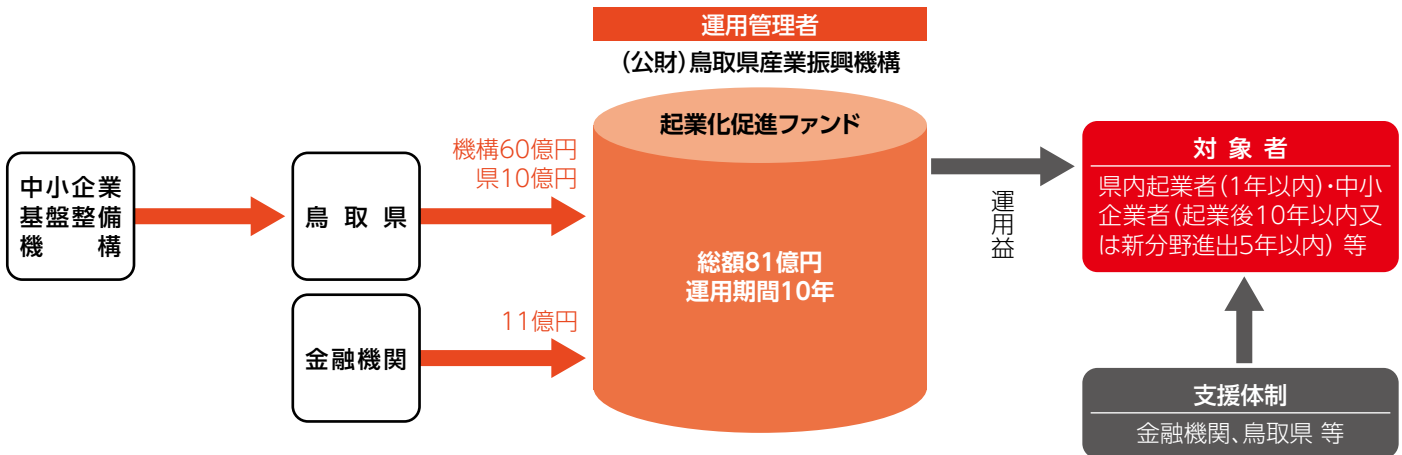 運用管理者
(公財)鳥取県産業振興機構
起業化促進ファンド
総額81億円
運用期間10年
中小企業
基盤整備
機構
鳥取県
機構60億円
県10億円
金融機関
11億円
運用益
対象者
県内起業者(1年以内)・中小
企業者(起業後10年以内又
は新分野進出5年以内) 等
支援体制
金融機関、鳥取県 等